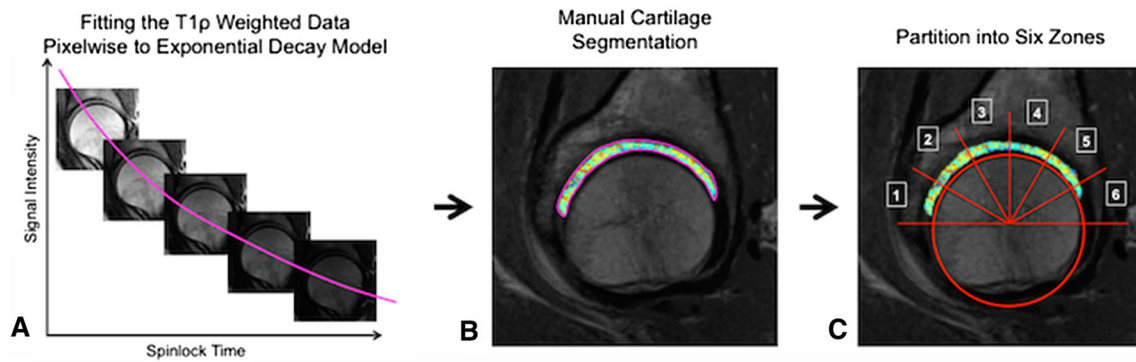 Fitting the T1ρ Weighted Data
Pixelwise to Exponential Decay Model
Signal Intensity
Spinlock Time
A
Manual Cartilage
Segmentation
B
Partition into Six Zones
1
2
3
4
5
6
C